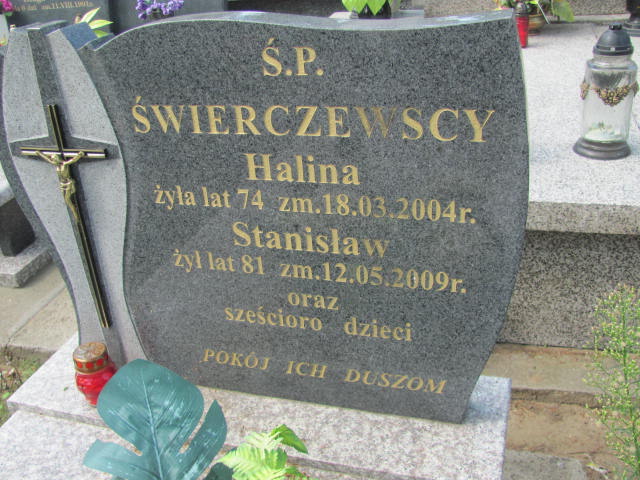 Ś.P.
ŚWIERCZEWSCY
Halina
żyła lat 74 zm.18.03.2004r.
Stanisław
żył lat 81 zm.12.05.2009r.
oraz
sześcioro dzieci
POKÓJ ICH DUSZOM